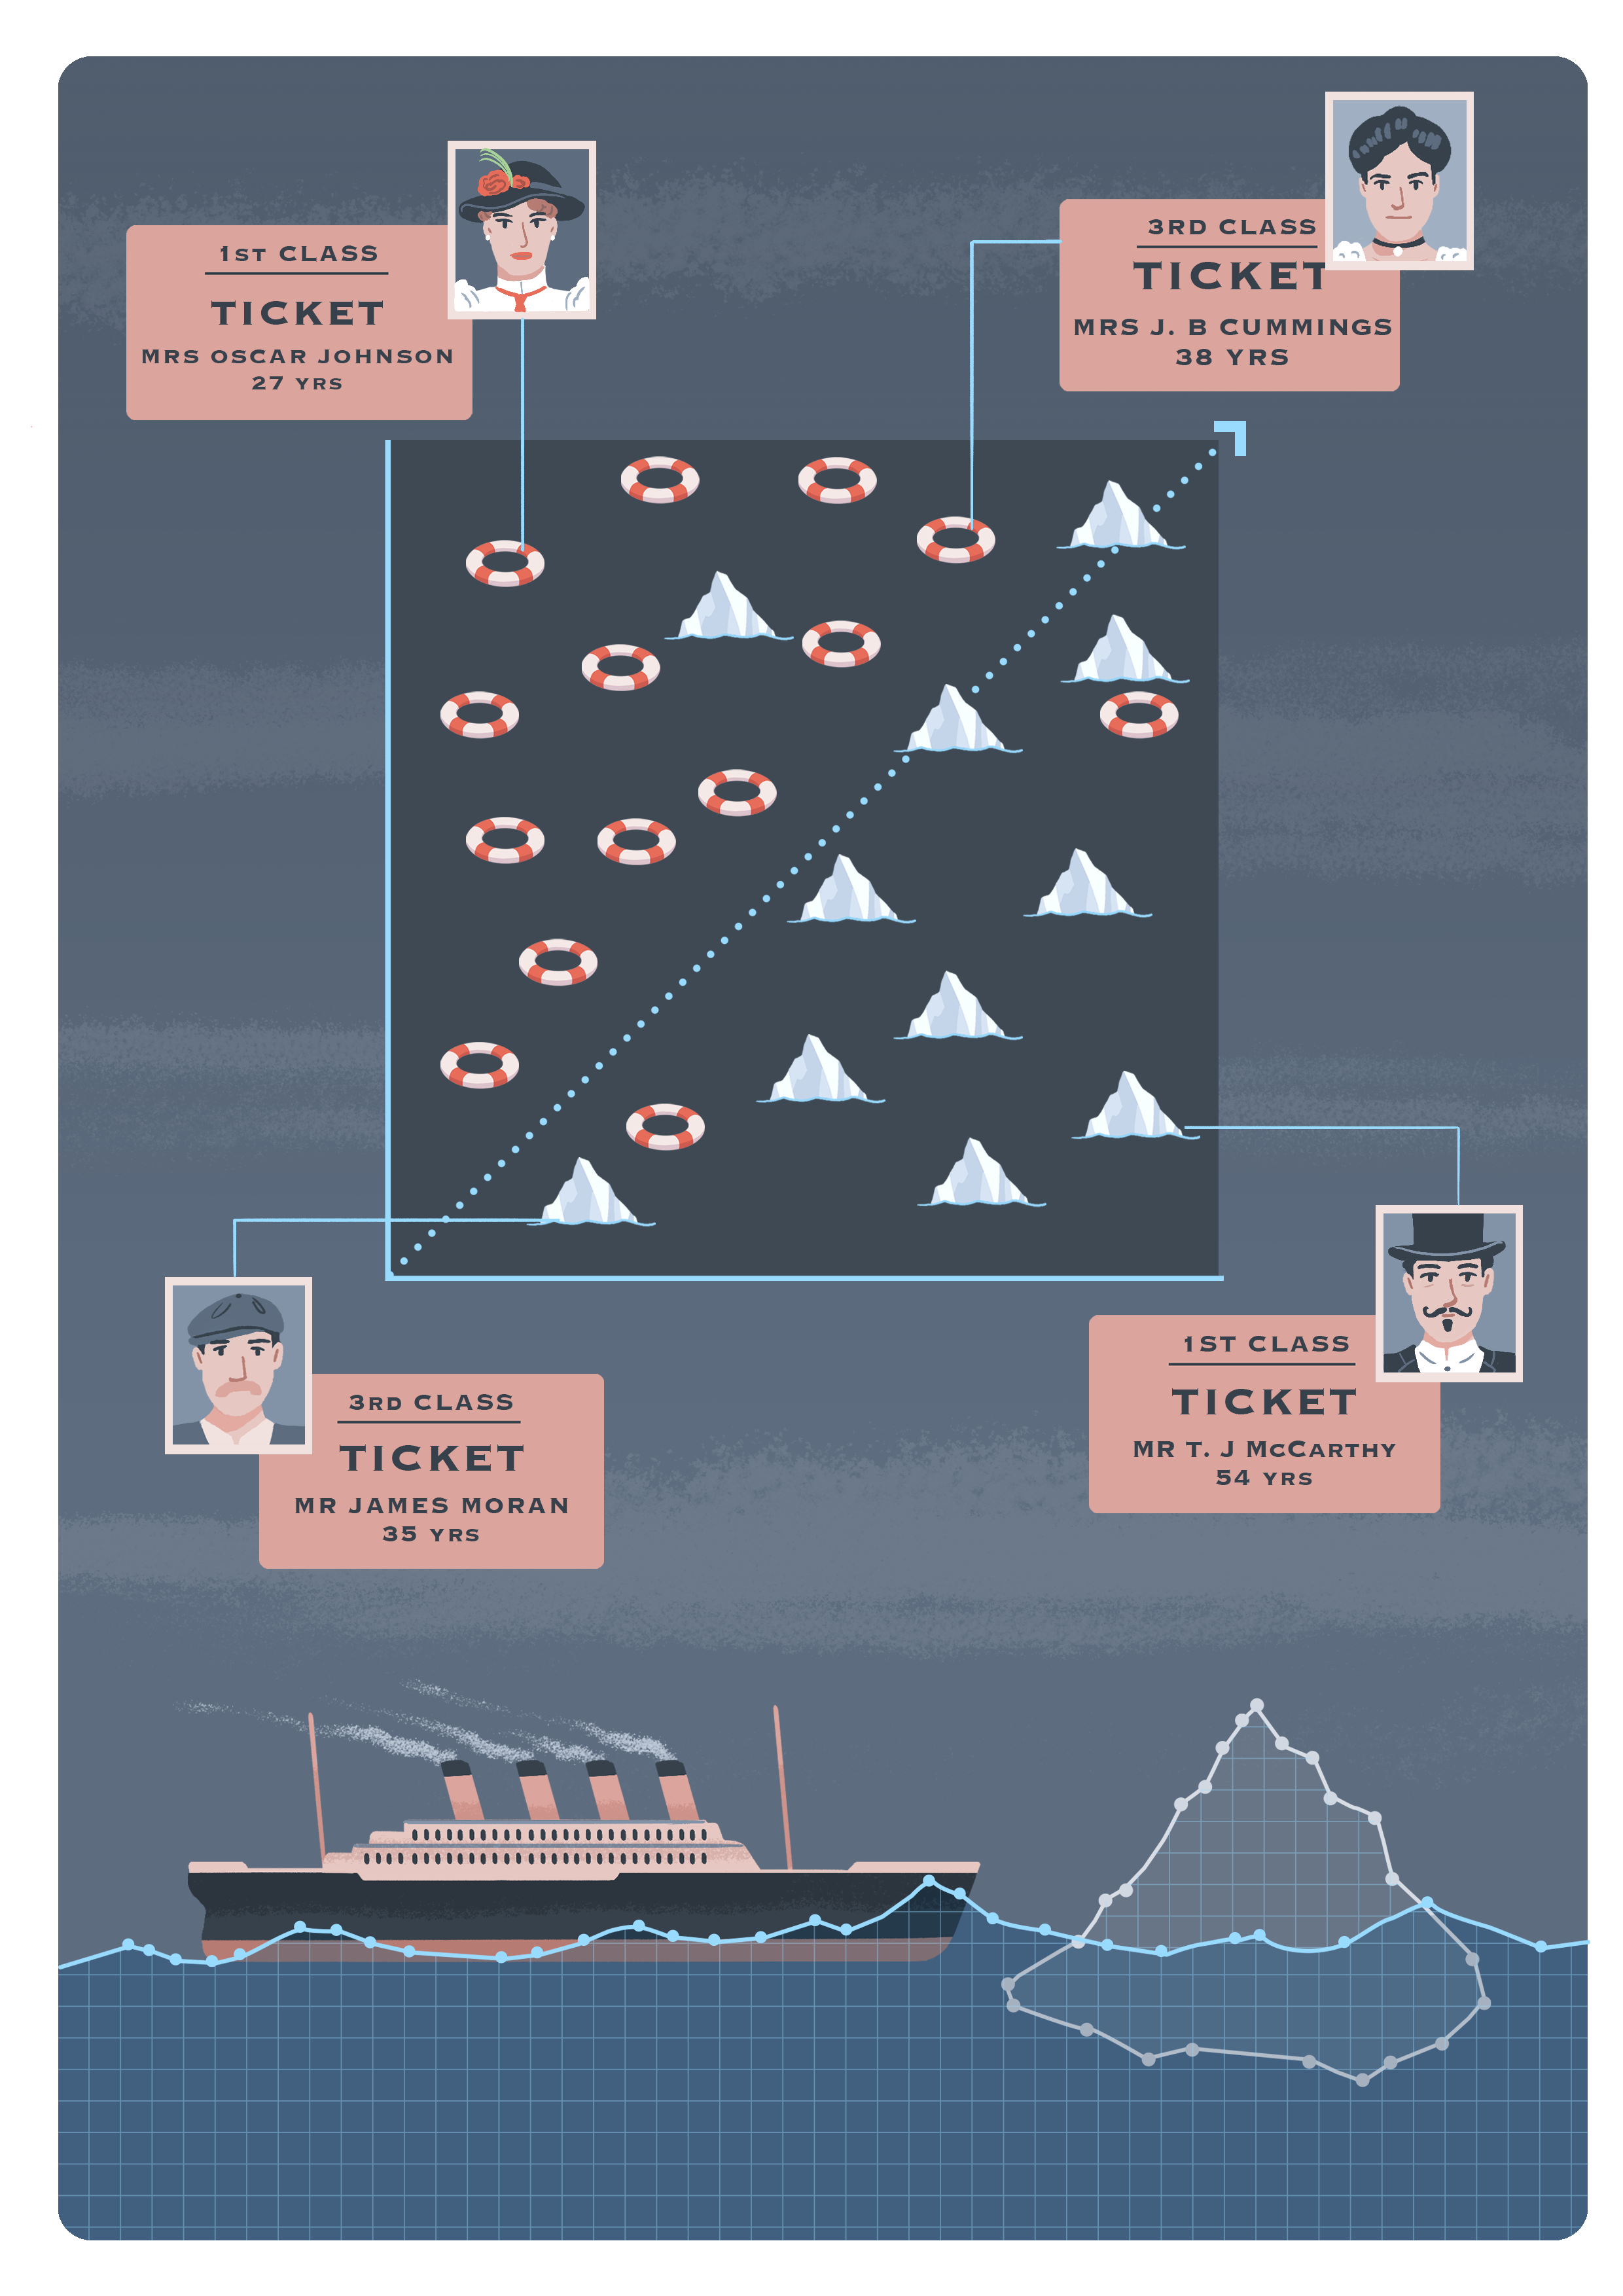 1ST CLASS
TICKET
MRS OSCAR JOHNSON
27 YRS
3RD CLASS
TICKET
MRS J. B CUMMINGS
38 YRS
3RD CLASS
TICKET
MR JAMES MORAN
35 YRS
1ST CLASS
TICKET
MR T. J McCARTHY
54 YRS